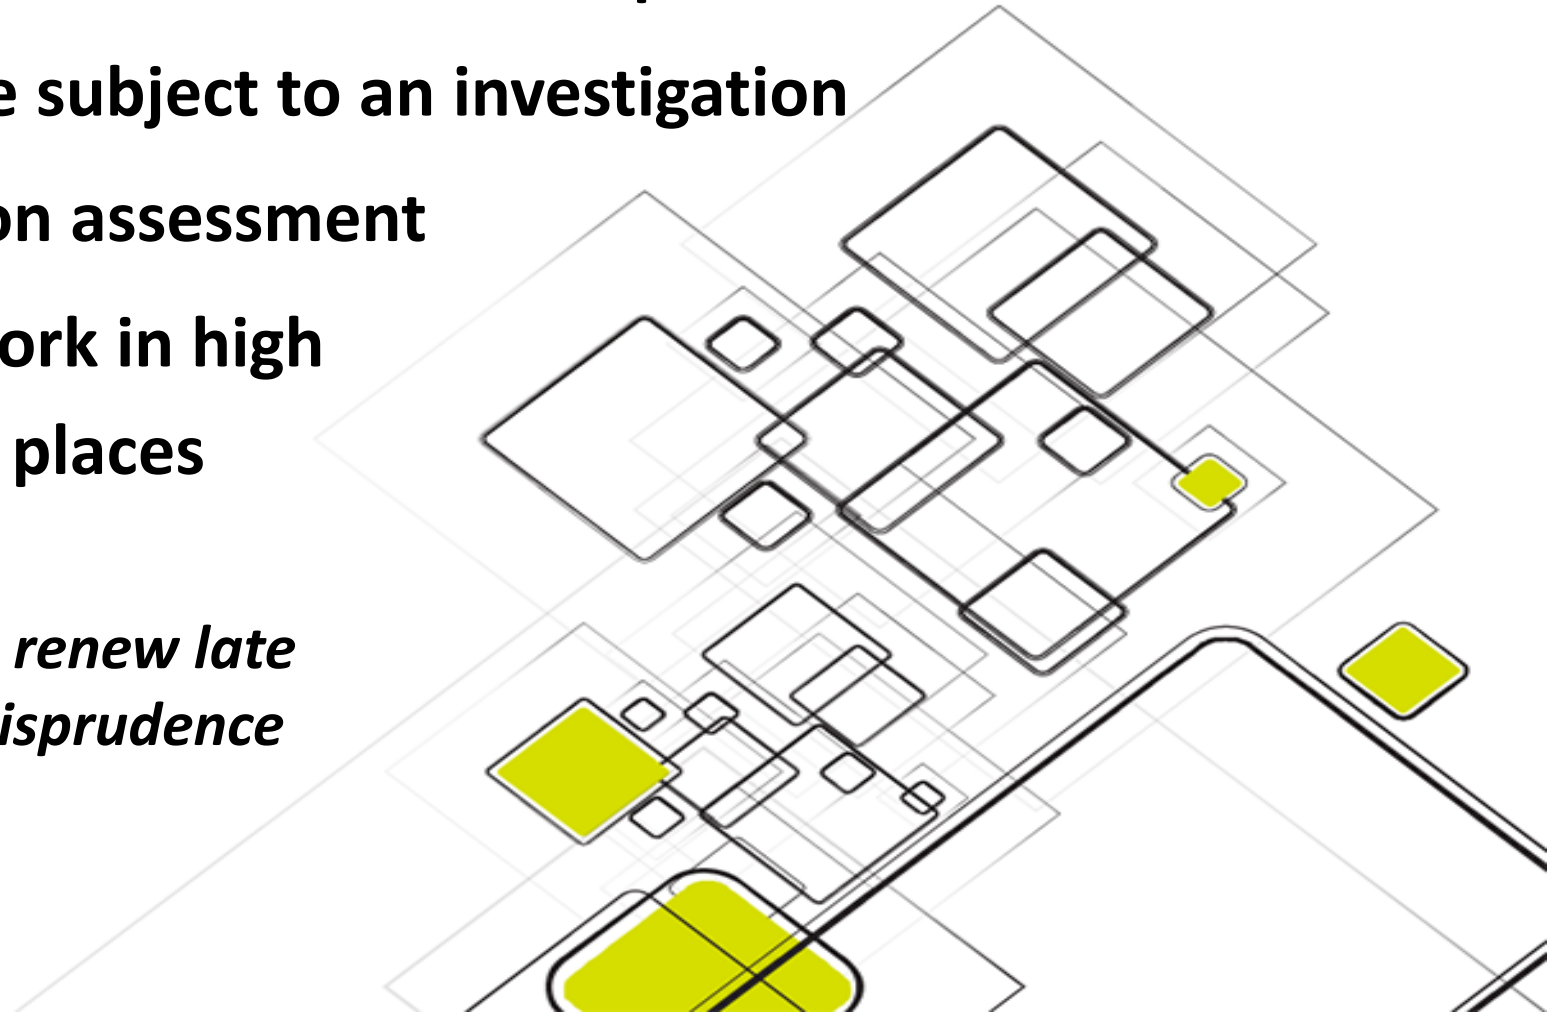 e subject to an investigation
on assessment
ork in high
places
renew late
isprudence